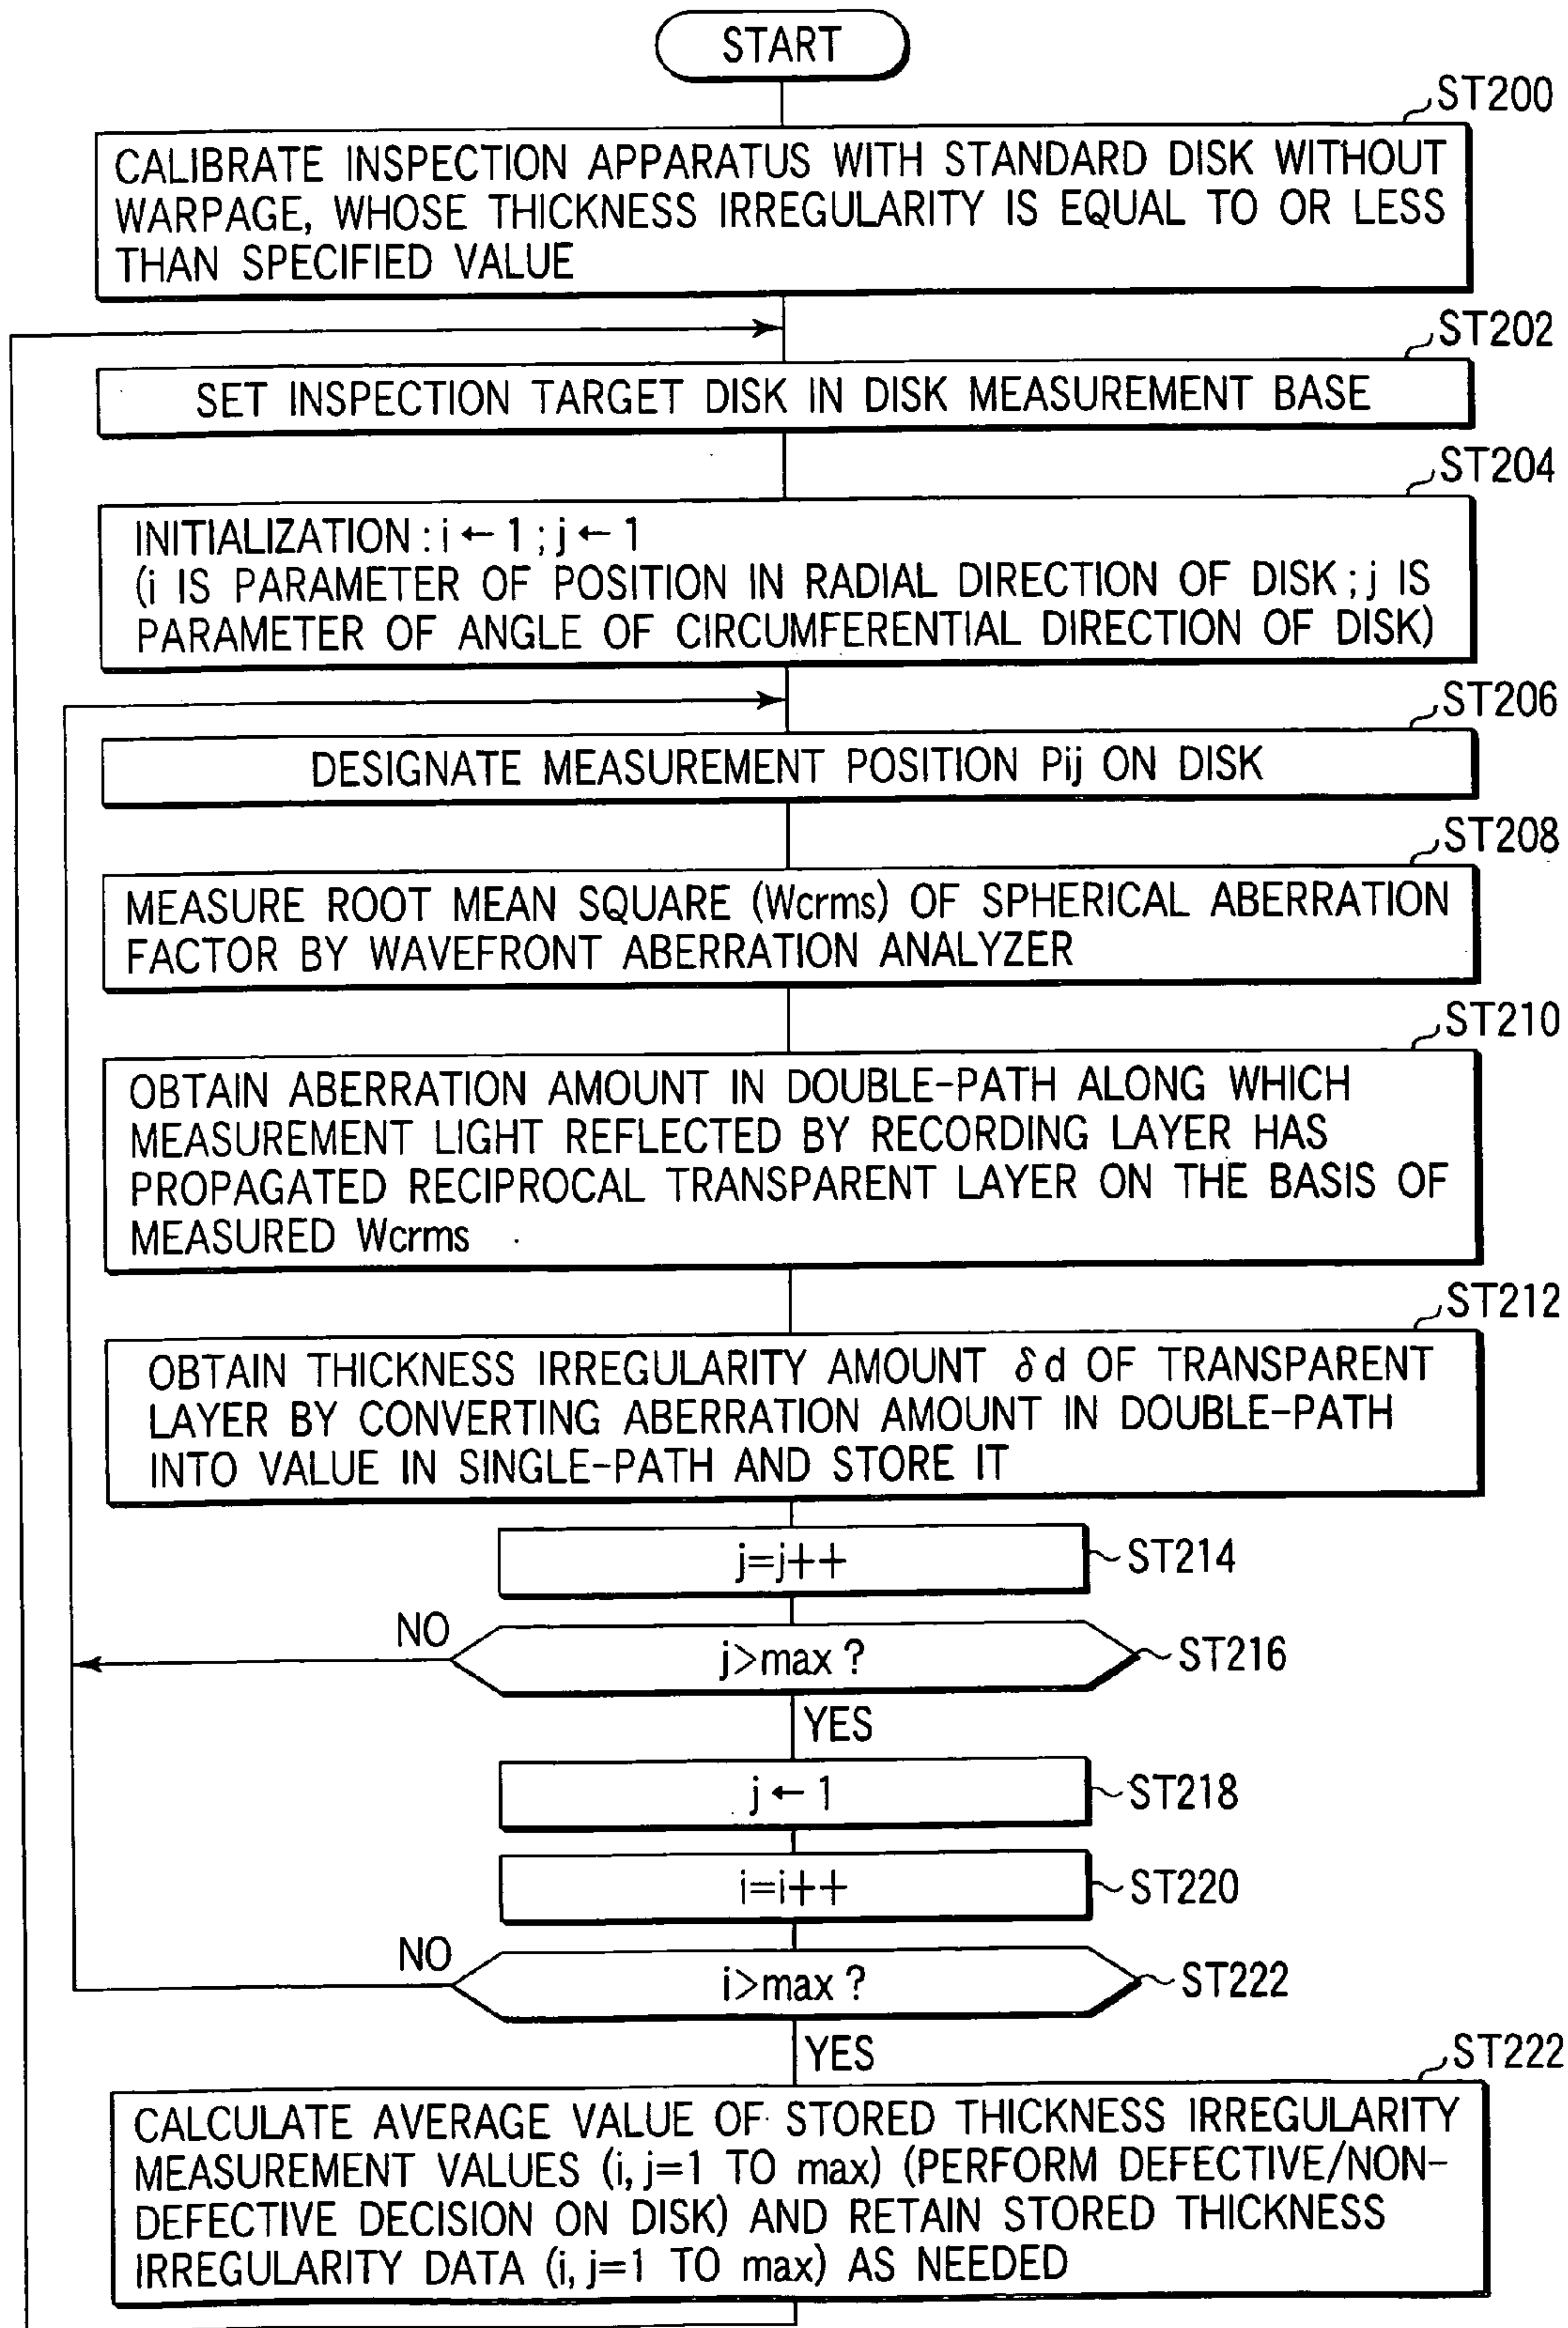 START
ST200
CALIBRATE INSPECTION APPARATUS WITH STANDARD DISK WITHOUT
WARPAGE, WHOSE THICKNESS IRREGULARITY IS EQUAL TO OR LESS
THAN SPECIFIED VALUE
ST202
SET INSPECTION TARGET DISK IN DISK MEASUREMENT BASE
ST204
INITIALIZATION : i ← 1 ; j ← 1
(i IS PARAMETER OF POSITION IN RADIAL DIRECTION OF DISK ; j IS
PARAMETER OF ANGLE OF CIRCUMFERENTIAL DIRECTION OF DISK)
ST206
DESIGNATE MEASUREMENT POSITION Pij ON DISK
ST208
MEASURE ROOT MEAN SQUARE (Wcrms) OF SPHERICAL ABERRATION
FACTOR BY WAVEFRONT ABERRATION ANALYZER
ST210
OBTAIN ABERRATION AMOUNT IN DOUBLE-PATH ALONG WHICH
MEASUREMENT LIGHT REFLECTED BY RECORDING LAYER HAS
PROPAGATED RECIPROCAL TRANSPARENT LAYER ON THE BASIS OF
MEASURED Wcrms
ST212
OBTAIN THICKNESS IRREGULARITY AMOUNT δd OF TRANSPARENT
LAYER BY CONVERTING ABERRATION AMOUNT IN DOUBLE-PATH
INTO VALUE IN SINGLE-PATH AND STORE IT
j=j++
ST214
NO
j>max ?
ST216
YES
j ← 1
ST218
i=i++
ST220
NO
i>max ?
ST222
YES
ST222
CALCULATE AVERAGE VALUE OF STORED THICKNESS IRREGULARITY
MEASUREMENT VALUES (i, j=1 TO max) (PERFORM DEFECTIVE/NON-
DEFECTIVE DECISION ON DISK) AND RETAIN STORED THICKNESS
IRREGULARITY DATA (i, j=1 TO max) AS NEEDED